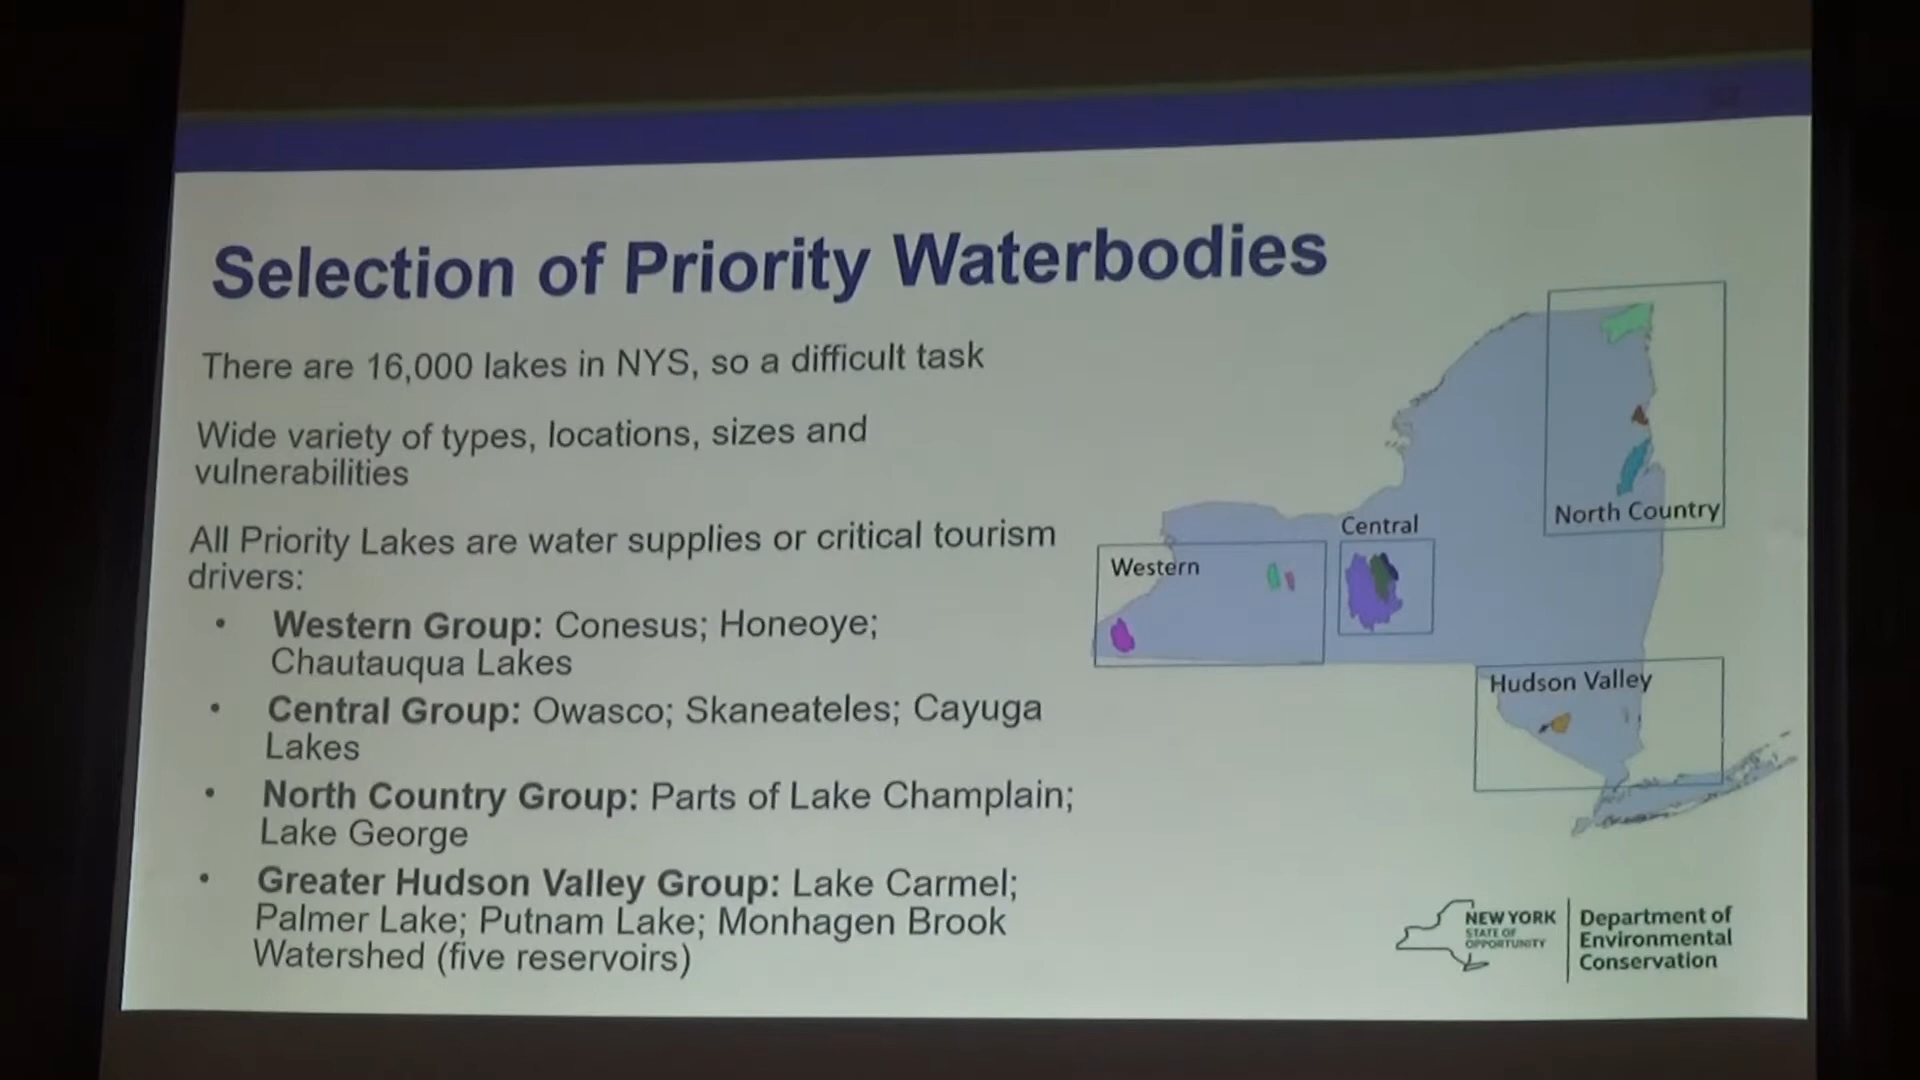 Selection of Priority Waterbodies
There are 16,000 lakes in NYS, so a difficult task
Wide variety of types, locations, sizes and
vulnerabilities
All Priority Lakes are water supplies or critical tourism
drivers:
• Western Group: Conesus; Honeoye;
Chautauqua Lakes
• Central Group: Owasco; Skaneateles; Cayuga
Lakes
• North Country Group: Parts of Lake Champlain;
Lake George
• Greater Hudson Valley Group: Lake Carmel;
Palmer Lake; Putnam Lake; Monhagen Brook
Watershed (five reservoirs)
North Country
Central
Western
Hudson Valley
NEW YORK
STATE OF
OPPORTUNITY
Department of
Environmental
Conservation